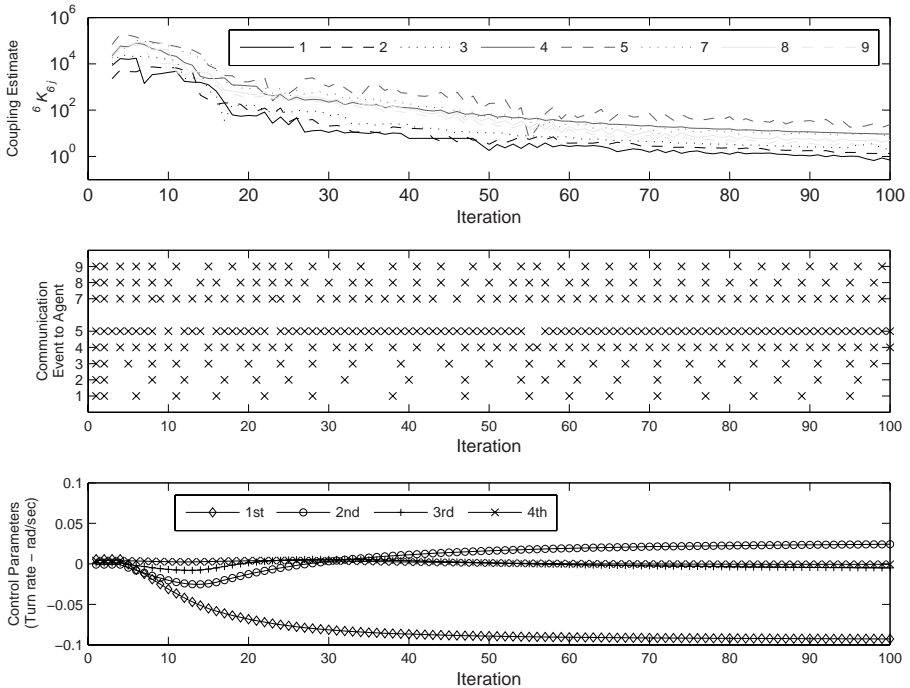 10^6
10^4
10^2
10^0
Coupling Estimate
^6 K_{6j}
1 2 3 4 5 7 8 9
0 10 20 30 40 50 60 70 80 90 100
Iteration
9
8
7
5
4
3
2
1
Communication
Event to Agent
0 10 20 30 40 50 60 70 80 90 100
Iteration
0.1
0.05
0
−0.05
−0.1
Control Parameters
(Turn rate − rad/sec)
1st 2nd 3rd 4th
0 10 20 30 40 50 60 70 80 90 100
Iteration